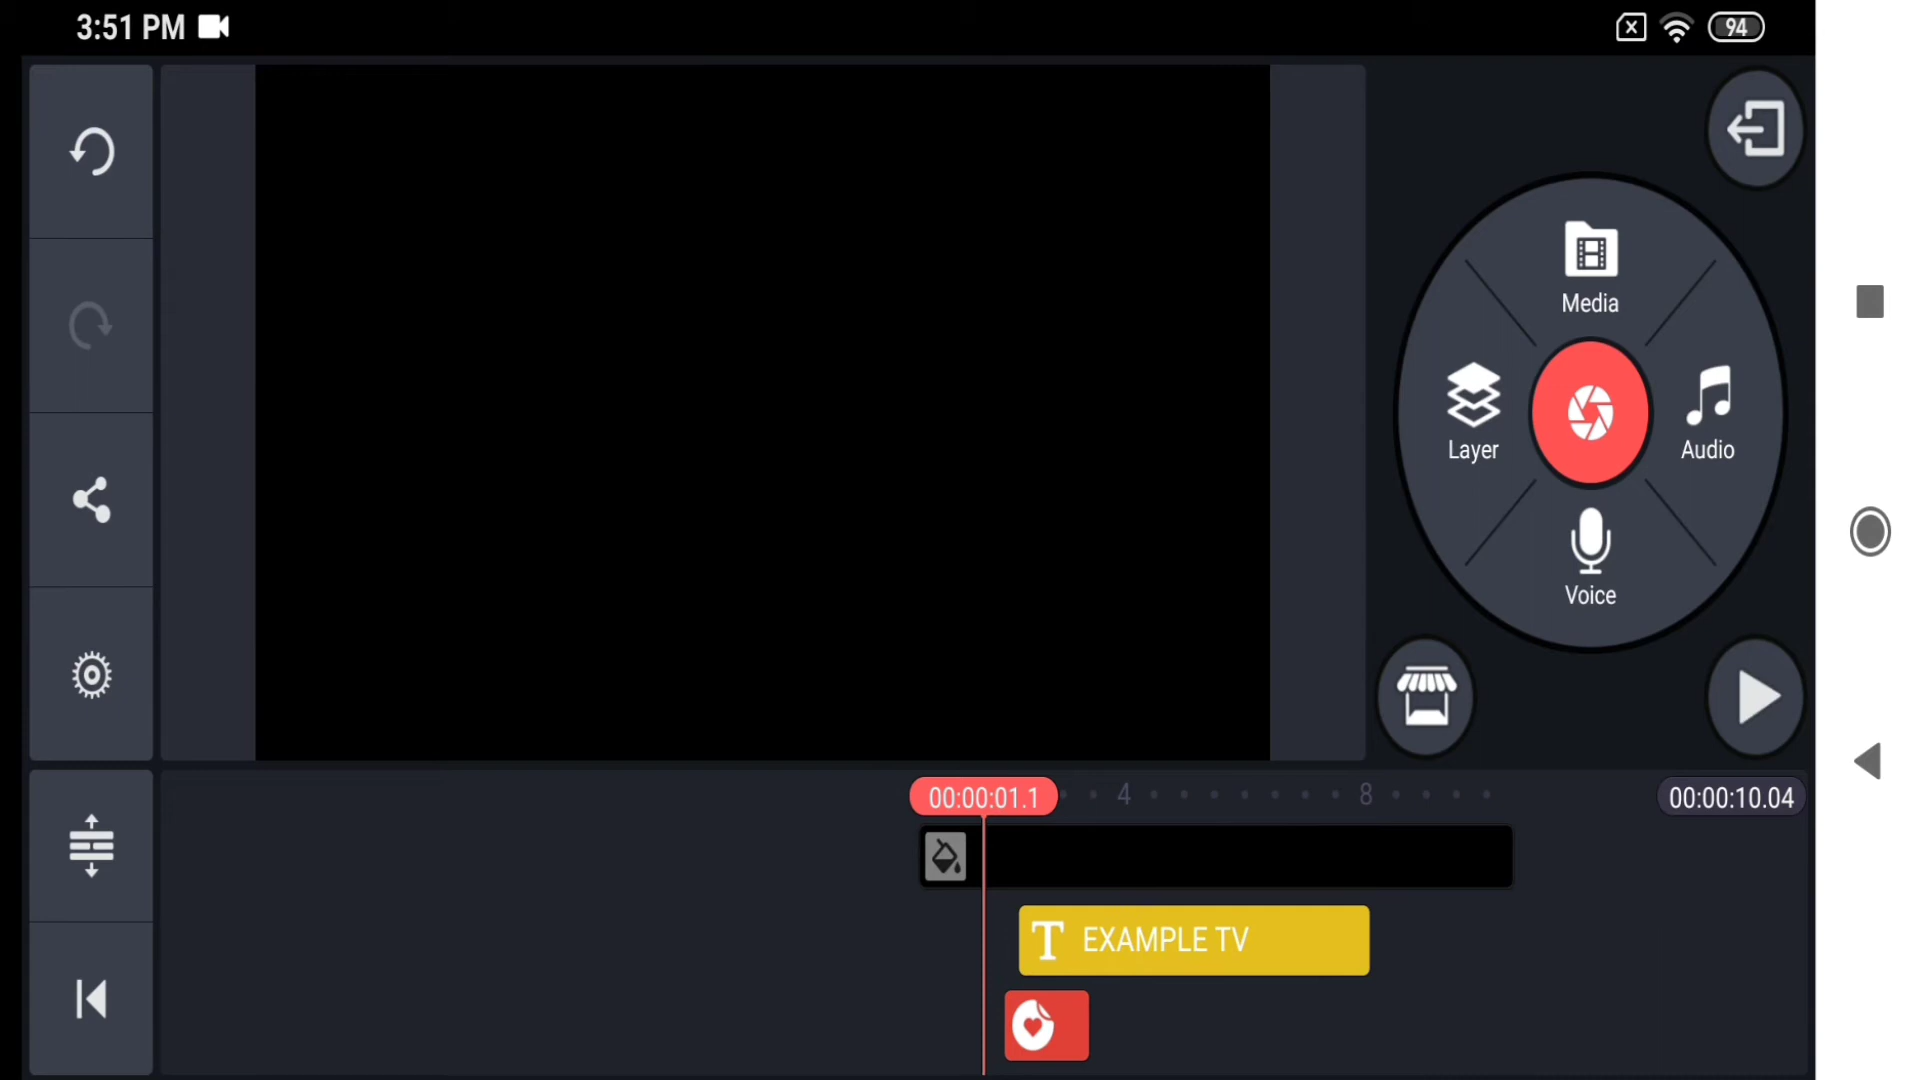 3:51 PM
94
Media
Layer
Audio
Voice
00:00:01.1
4
8
00:00:10.04
T EXAMPLE TV